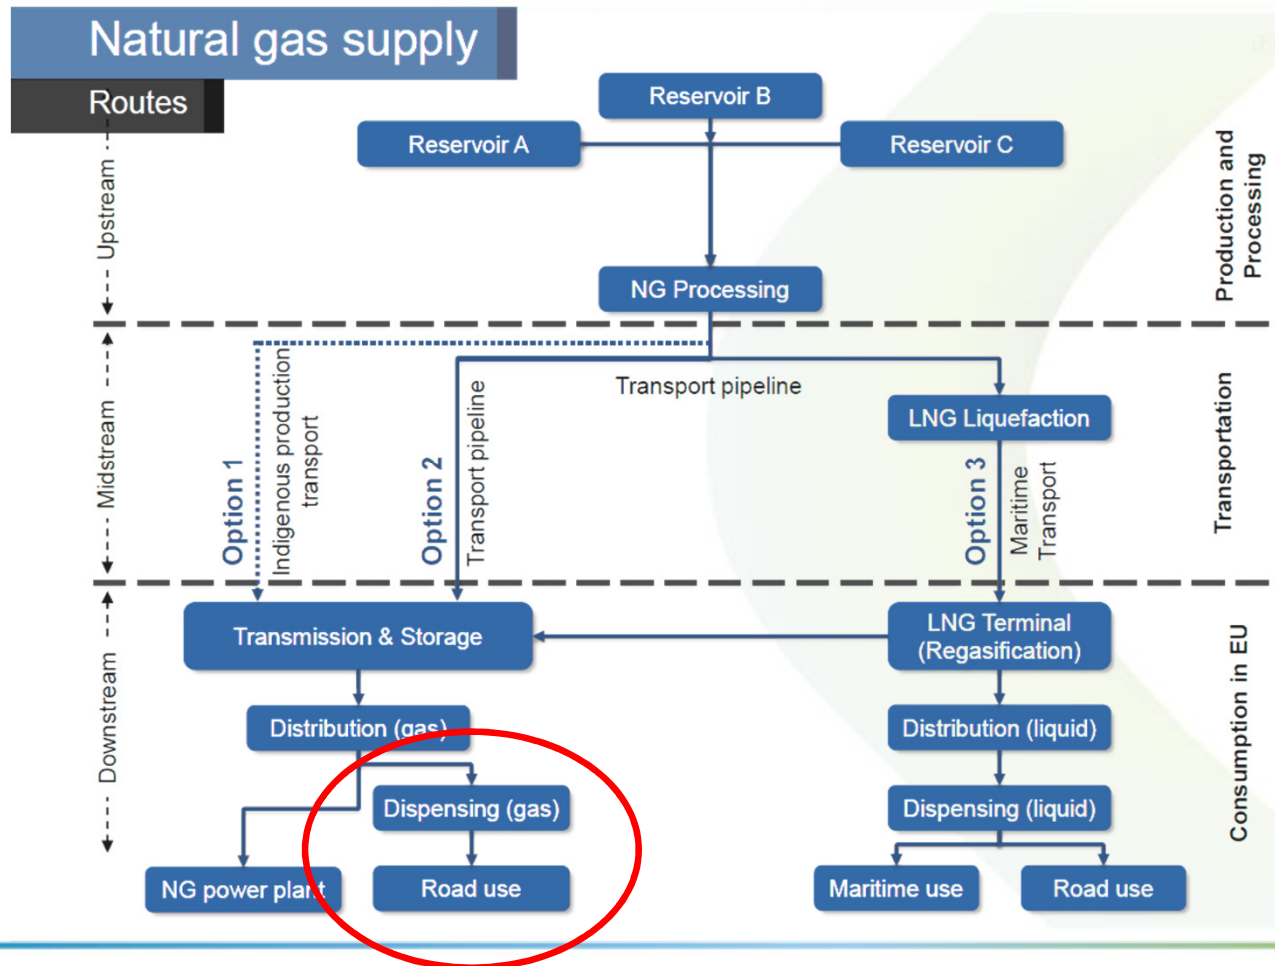 Natural gas supply
Routes
Reservoir B
Reservoir A
Reservoir C
NG Processing
Upstream
Production and
Processing
Transport pipeline
LNG Liquefaction
Midstream
Option 1
Indigenous production
transport
Option 2
Transport pipeline
Option 3
Maritime
Transport
Transportation
Transmission & Storage
LNG Terminal
(Regasification)
Downstream
Distribution (gas)
Distribution (liquid)
Dispensing (gas)
Dispensing (liquid)
NG power plant
Road use
Maritime use
Road use
Consumption in EU